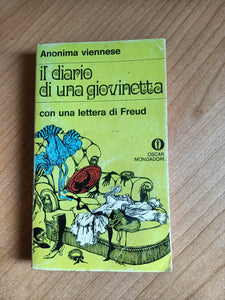 Anonima viennese
il diario
di una giovinetta
con una lettera di Freud
OSCAR
MONDADORI